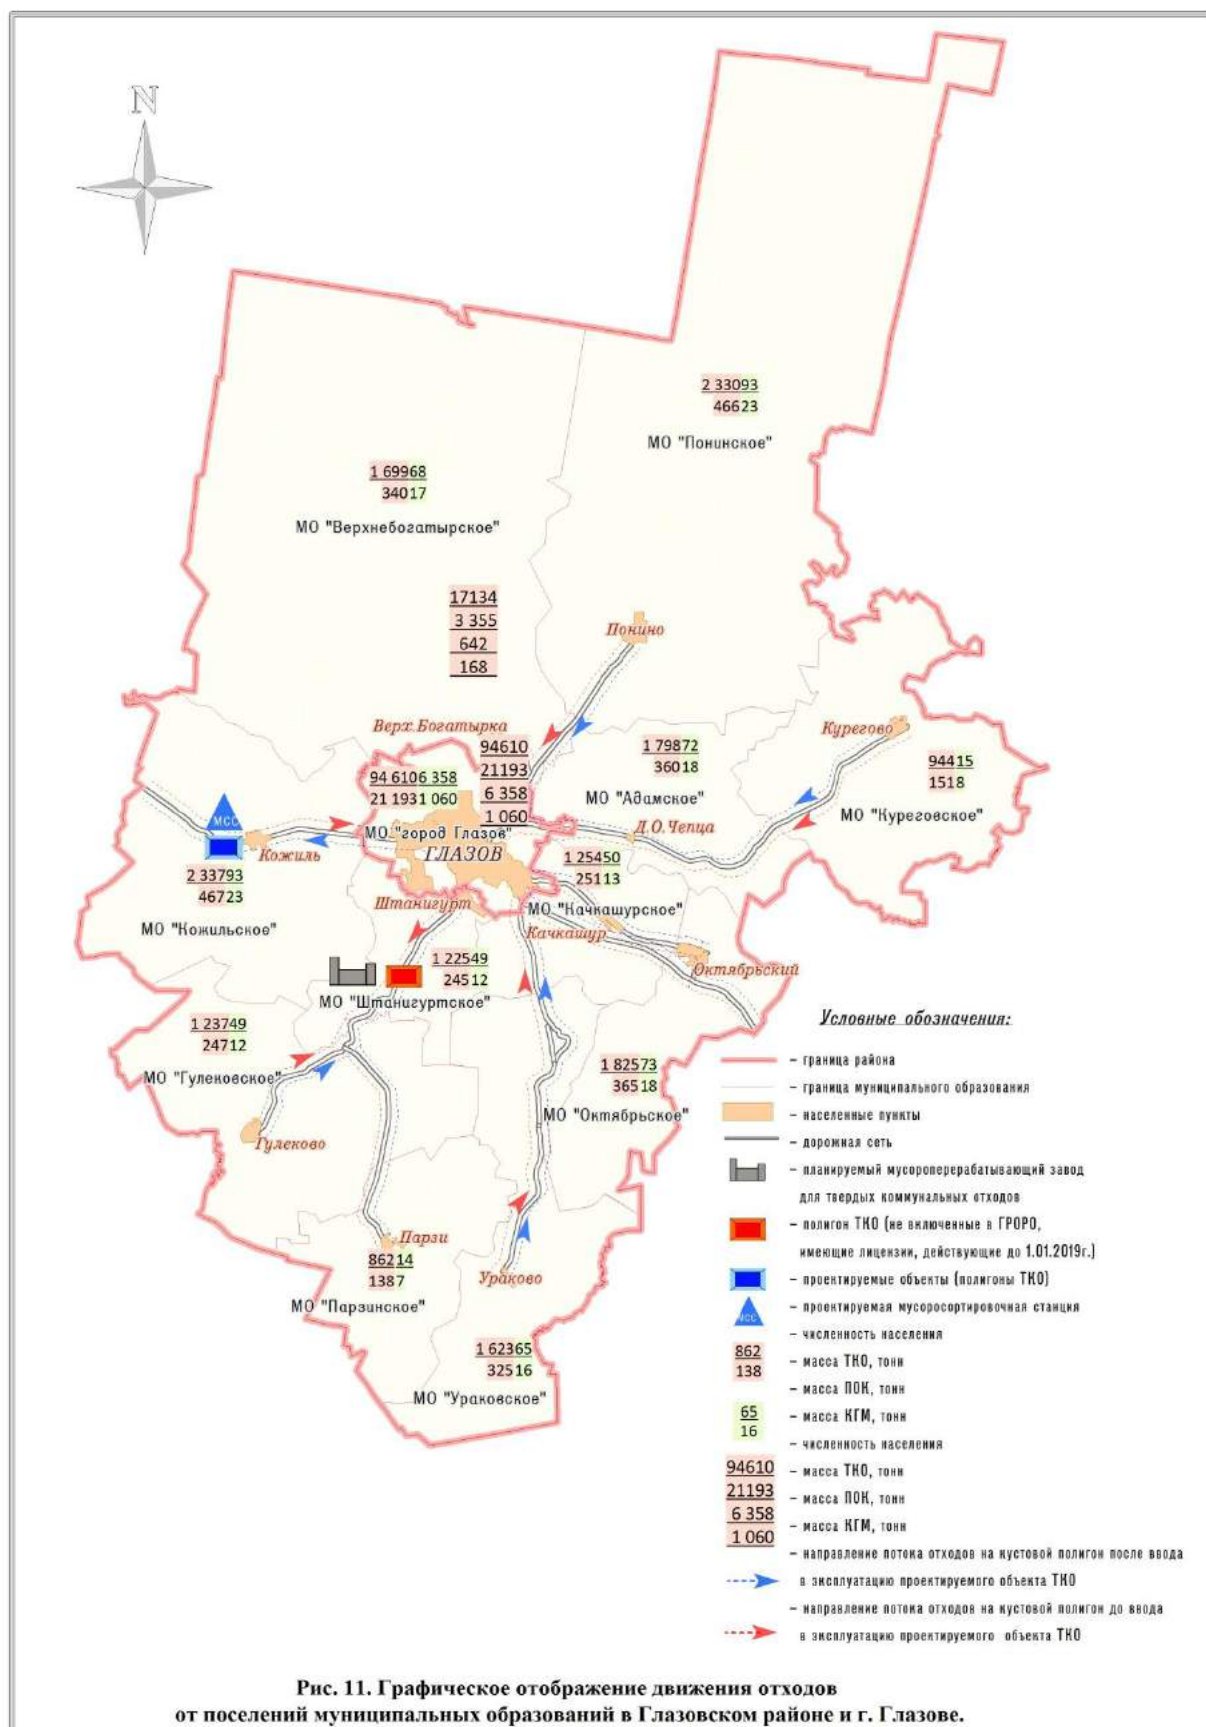 N
2 33093
46623
МО "Понинское"
1 69968
34017
МО "Верхнебогатырское"
17134
3 355
642
168
Понино
Верх.Богатырка
Курегово
94610
21193
6 358
1 060
1 79872
36018
МО "Адамское"
94415
1518
МО "Куреговское"
94 6106 358
21 1931 060
МО "город Глазов"
ГЛАЗОВ
Д.О.Чепца
МСС
Кожиль
2 33793
46723
МО "Кожильское"
1 25450
25113
МО "Качкашурское"
Штанигурт
Качкашур
Октябрьский
1 22549
24512
МО "Штанигуртское"
1 23749
24712
МО "Гулековское"
1 82573
36518
МО "Октябрьское"
Гулеково
Парзи
86214
1387
МО "Парзинское"
Ураково
1 62365
32516
МО "Ураковское"
Условные обозначения:
– граница района
– граница муниципального образования
– населенные пункты
– дорожная сеть
– планируемый мусороперерабатывающий завод
для твердых коммунальных отходов
– полигон ТКО (не включенные в ГРОРО,
имеющие лицензии, действующие до 1.01.2019г.)
– проектируемые объекты (полигоны ТКО)
МСС
– проектируемая мусоросортировочная станция
– численность населения
862
138
– масса ТКО, тонн
– масса ПОК, тонн
65
16
– масса КГМ, тонн
– численность населения
94610
21193
6 358
1 060
– масса ТКО, тонн
– масса ПОК, тонн
– масса КГМ, тонн
– направление потока отходов на кустовой полигон после ввода
в эксплуатацию проектируемого объекта ТКО
– направление потока отходов на кустовой полигон до ввода
в эксплуатацию проектируемого объекта ТКО
Рис. 11. Графическое отображение движения отходов
от поселений муниципальных образований в Глазовском районе и г. Глазове.